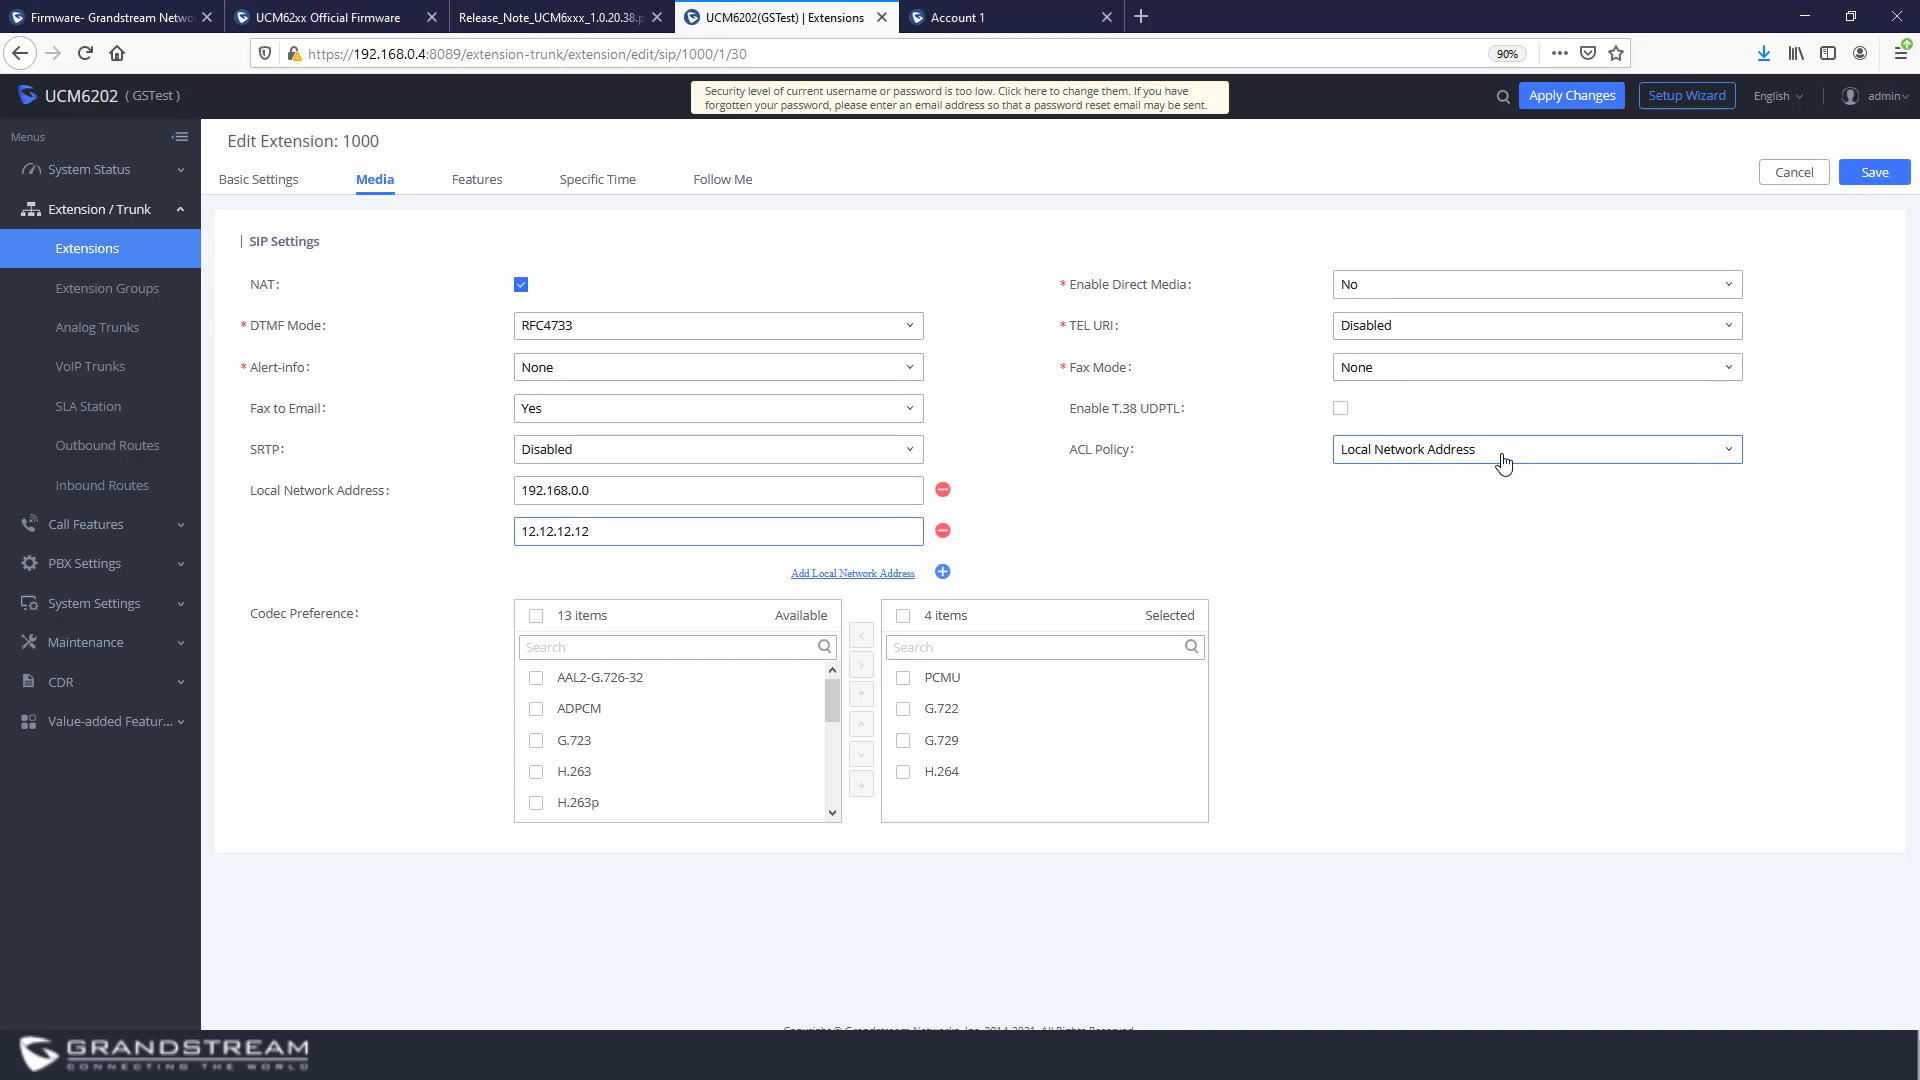 Firmware- Grandstream Netwo
UCM62xx Official Firmware
Release_Note_UCM6xxx_1.0.20.38.p
UCM6202(GSTest) | Extensions
Account 1
https://192.168.0.4:8089/extension-trunk/extension/edit/sip/1000/1/30
90%
UCM6202 ( GSTest )
Security level of current username or password is too low. Click here to change them. If you have
forgotten your password, please enter an email address so that a password reset email may be sent.
Apply Changes
Setup Wizard
English
admin
Menus
System Status
Extension / Trunk
Extensions
Extension Groups
Analog Trunks
VoIP Trunks
SLA Station
Outbound Routes
Inbound Routes
Call Features
PBX Settings
System Settings
Maintenance
CDR
Value-added Featur...
Edit Extension: 1000
Basic Settings
Media
Features
Specific Time
Follow Me
Cancel
Save
SIP Settings
NAT:
* Enable Direct Media: No
* DTMF Mode: RFC4733
* TEL URI: Disabled
* Alert-info: None
* Fax Mode: None
Fax to Email: Yes
Enable T.38 UDPTL:
SRTP: Disabled
ACL Policy: Local Network Address
Local Network Address: 192.168.0.0
12.12.12.12
Add Local Network Address
Codec Preference:
13 items Available
Search
AAL2-G.726-32
ADPCM
G.723
H.263
H.263p
4 items Selected
Search
PCMU
G.722
G.729
H.264
Copyright © Grandstream Networks, Inc. 2014-2021. All Rights Reserved.
GRANDSTREAM
CONNECTING THE WORLD